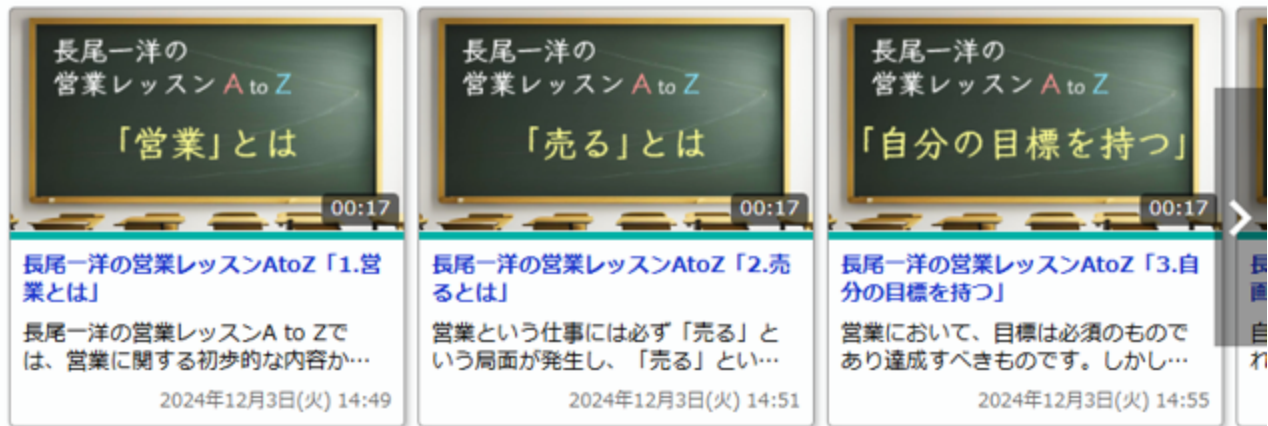 長尾一洋の
営業レッスン A to Z
「営業」とは
00:17
長尾一洋の営業レッスンAtoZ「1.営
業とは」
長尾一洋の営業レッスンA to Zで
は、営業に関する初歩的な内容か…
2024年12月3日(火) 14:49
長尾一洋の
営業レッスン A to Z
「売る」とは
00:17
長尾一洋の営業レッスンAtoZ「2.売
るとは」
営業という仕事には必ず「売る」と
いう局面が発生し、「売る」とい…
2024年12月3日(火) 14:51
長尾一洋の
営業レッスン A to Z
「自分の目標を持つ」
00:17
長尾一洋の営業レッスンAtoZ「3.自
分の目標を持つ」
営業において、目標は必須のもので
あり達成すべきものです。しかし…
2024年12月3日(火) 14:55